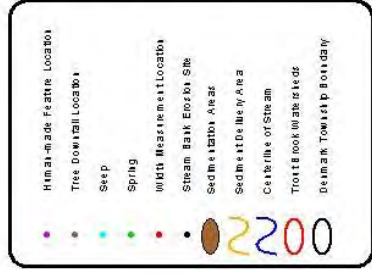 Human-made Feature Location
Tree Downfall Location
Seep
Spring
Width Measurement Location
Stream Bank Erosion Site
Sedimentation Areas
Sediment Delivery Area
Centerline of Stream
Trout Brook Watersheds
Denmark Township Boundary